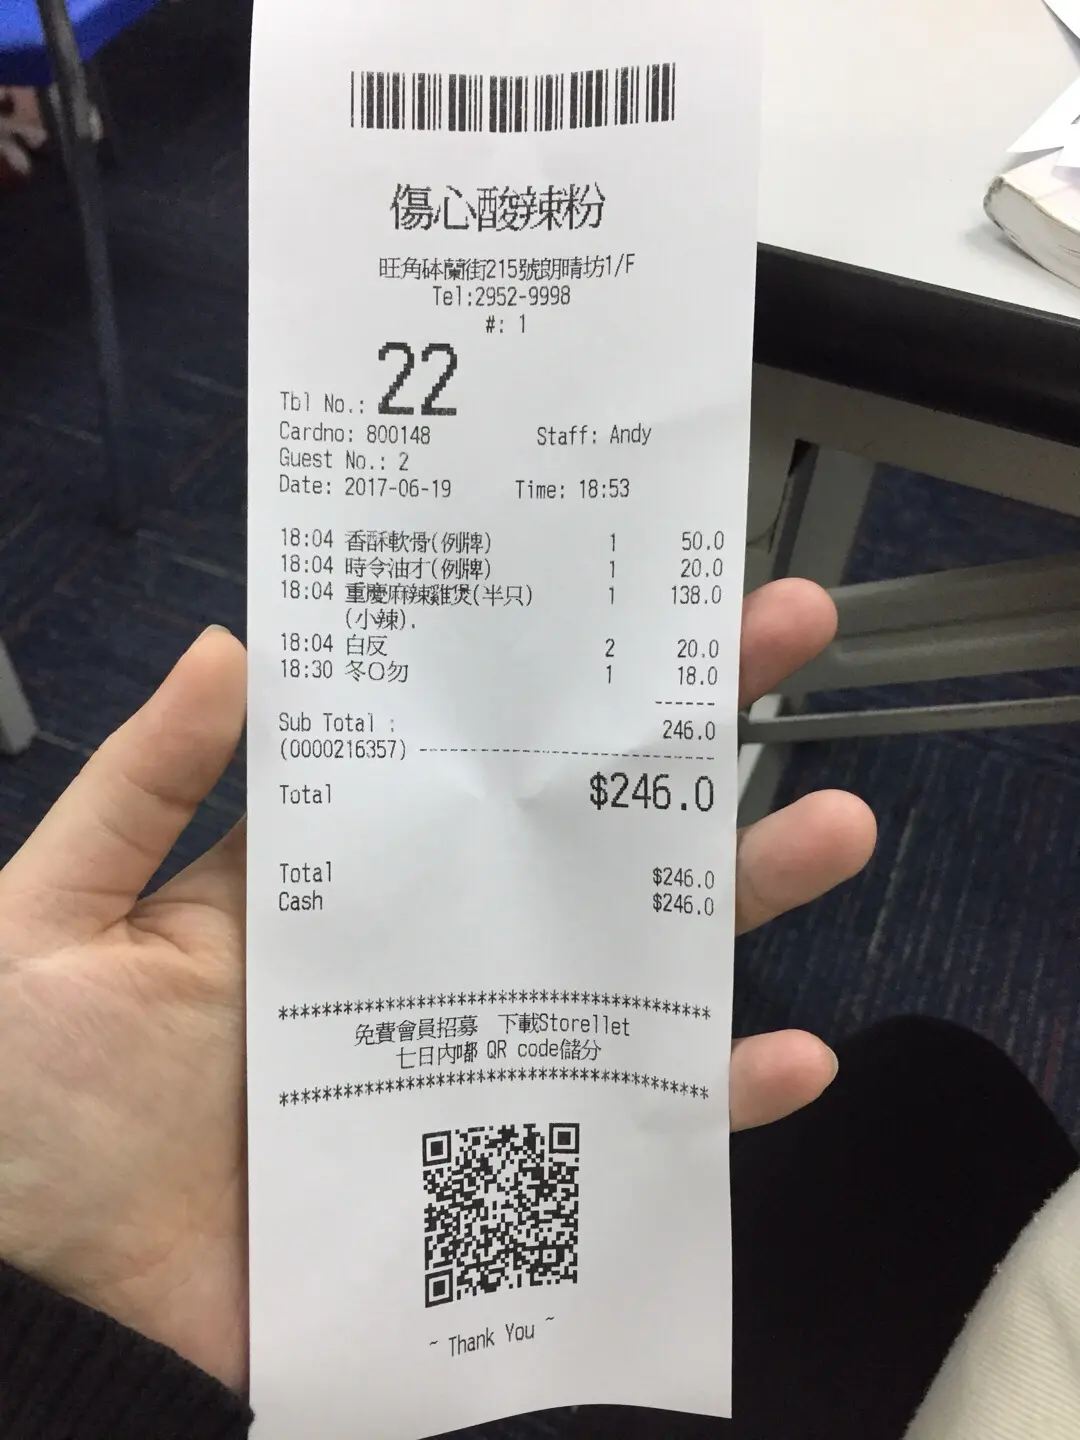 傷心酸辣粉
旺角砵蘭街215號朗晴坊1/F
Tel:2952-9998
#: 1
Tbl No.: 22
Cardno: 800148 Staff: Andy
Guest No.: 2
Date: 2017-06-19 Time: 18:53
18:04 香酥軟骨(例牌) 1 50.0
18:04 時令油才(例牌) 1 20.0
18:04 重慶麻辣雞煲(半只) 1 138.0
(小辣).
18:04 白反 2 20.0
18:30 冬O勿 1 18.0
------
Sub Total : 246.0
(0000216357) --------------------------------
Total $246.0
Total $246.0
Cash $246.0
************************************************
免費會員招募 下載Storellet
七日內嘟 QR code儲分
************************************************
~ Thank You ~